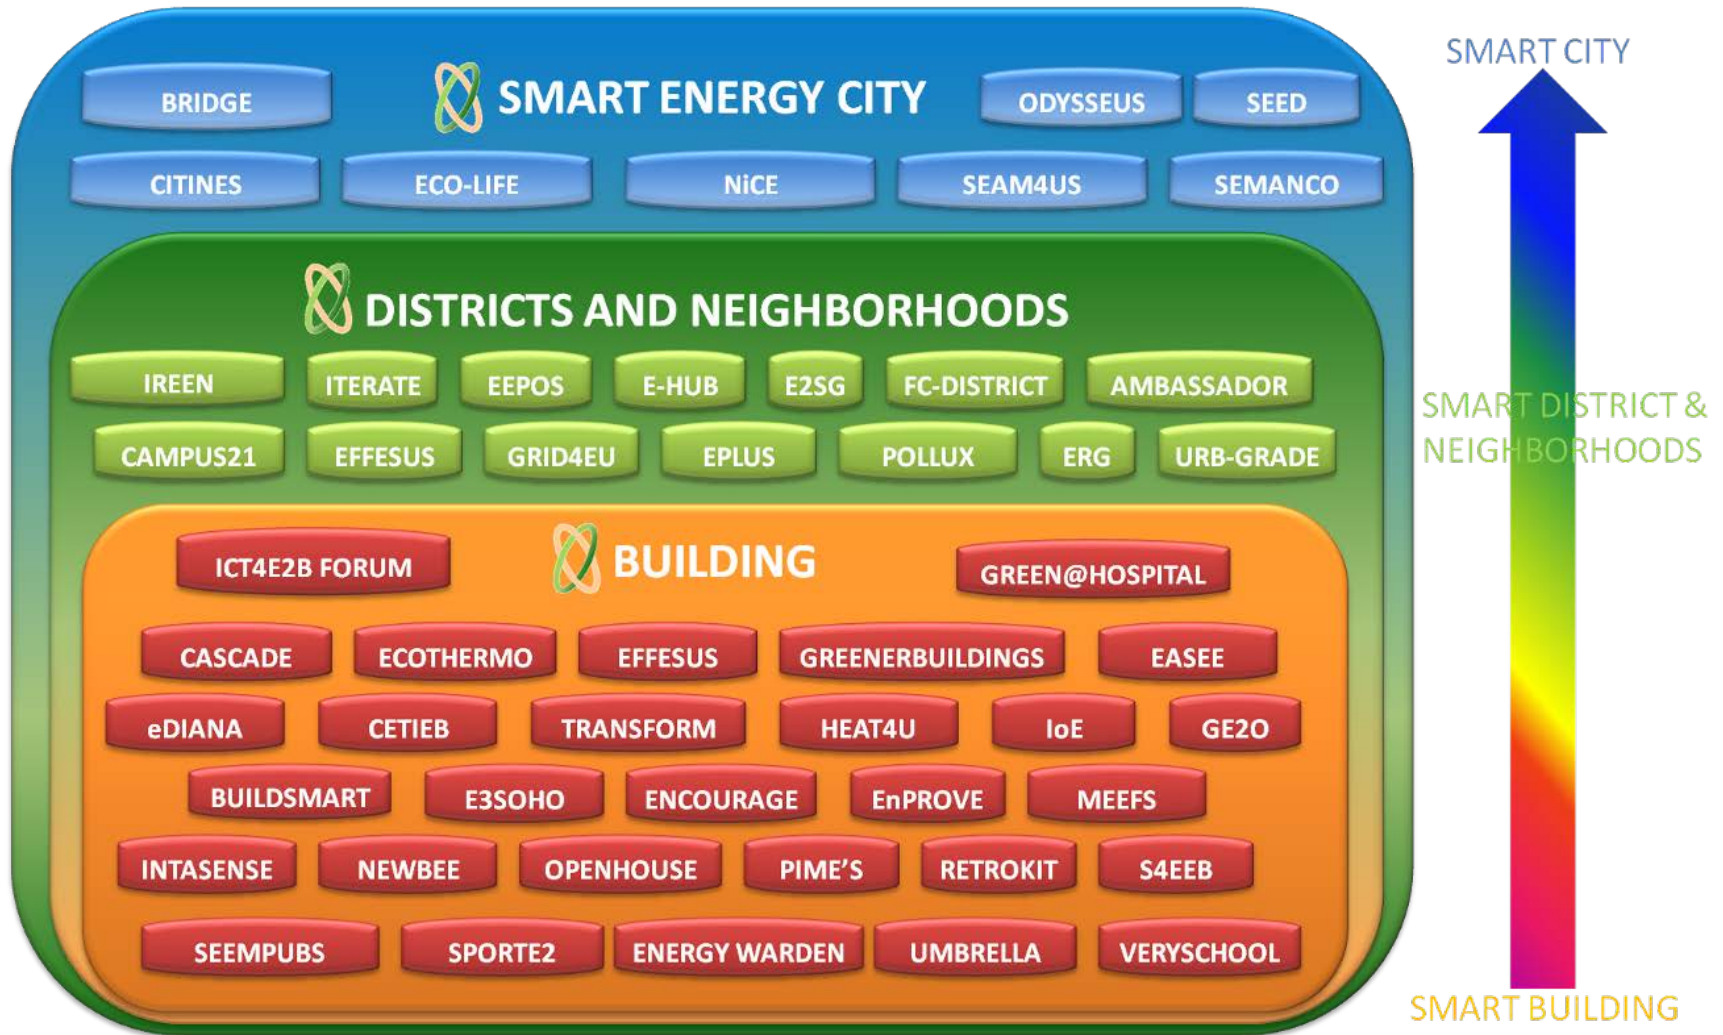 SMART CITY
BRIDGE SMART ENERGY CITY ODYSSEUS SEED
CITINES ECO-LIFE NiCE SEAM4US SEMANCO
DISTRICTS AND NEIGHBORHOODS
IREEN ITERATE EEPOS E-HUB E2SG FC-DISTRICT AMBASSADOR
SMART DISTRICT &
NEIGHBORHOODS
CAMPUS21 EFFESUS GRID4EU EPLUS POLLUX ERG URB-GRADE
ICT4E2B FORUM BUILDING GREEN@HOSPITAL
CASCADE ECOTHERMO EFFESUS GREENERBUILDINGS EASEE
eDIANA CETIEB TRANSFORM HEAT4U IoE GE2O
BUILDSMART E3SOHO ENCOURAGE EnPROVE MEEFS
INTASENSE NEWBEE OPENHOUSE PIME'S RETROKIT S4EEB
SEEMPUBS SPORTE2 ENERGY WARDEN UMBRELLA VERYSCHOOL
SMART BUILDING